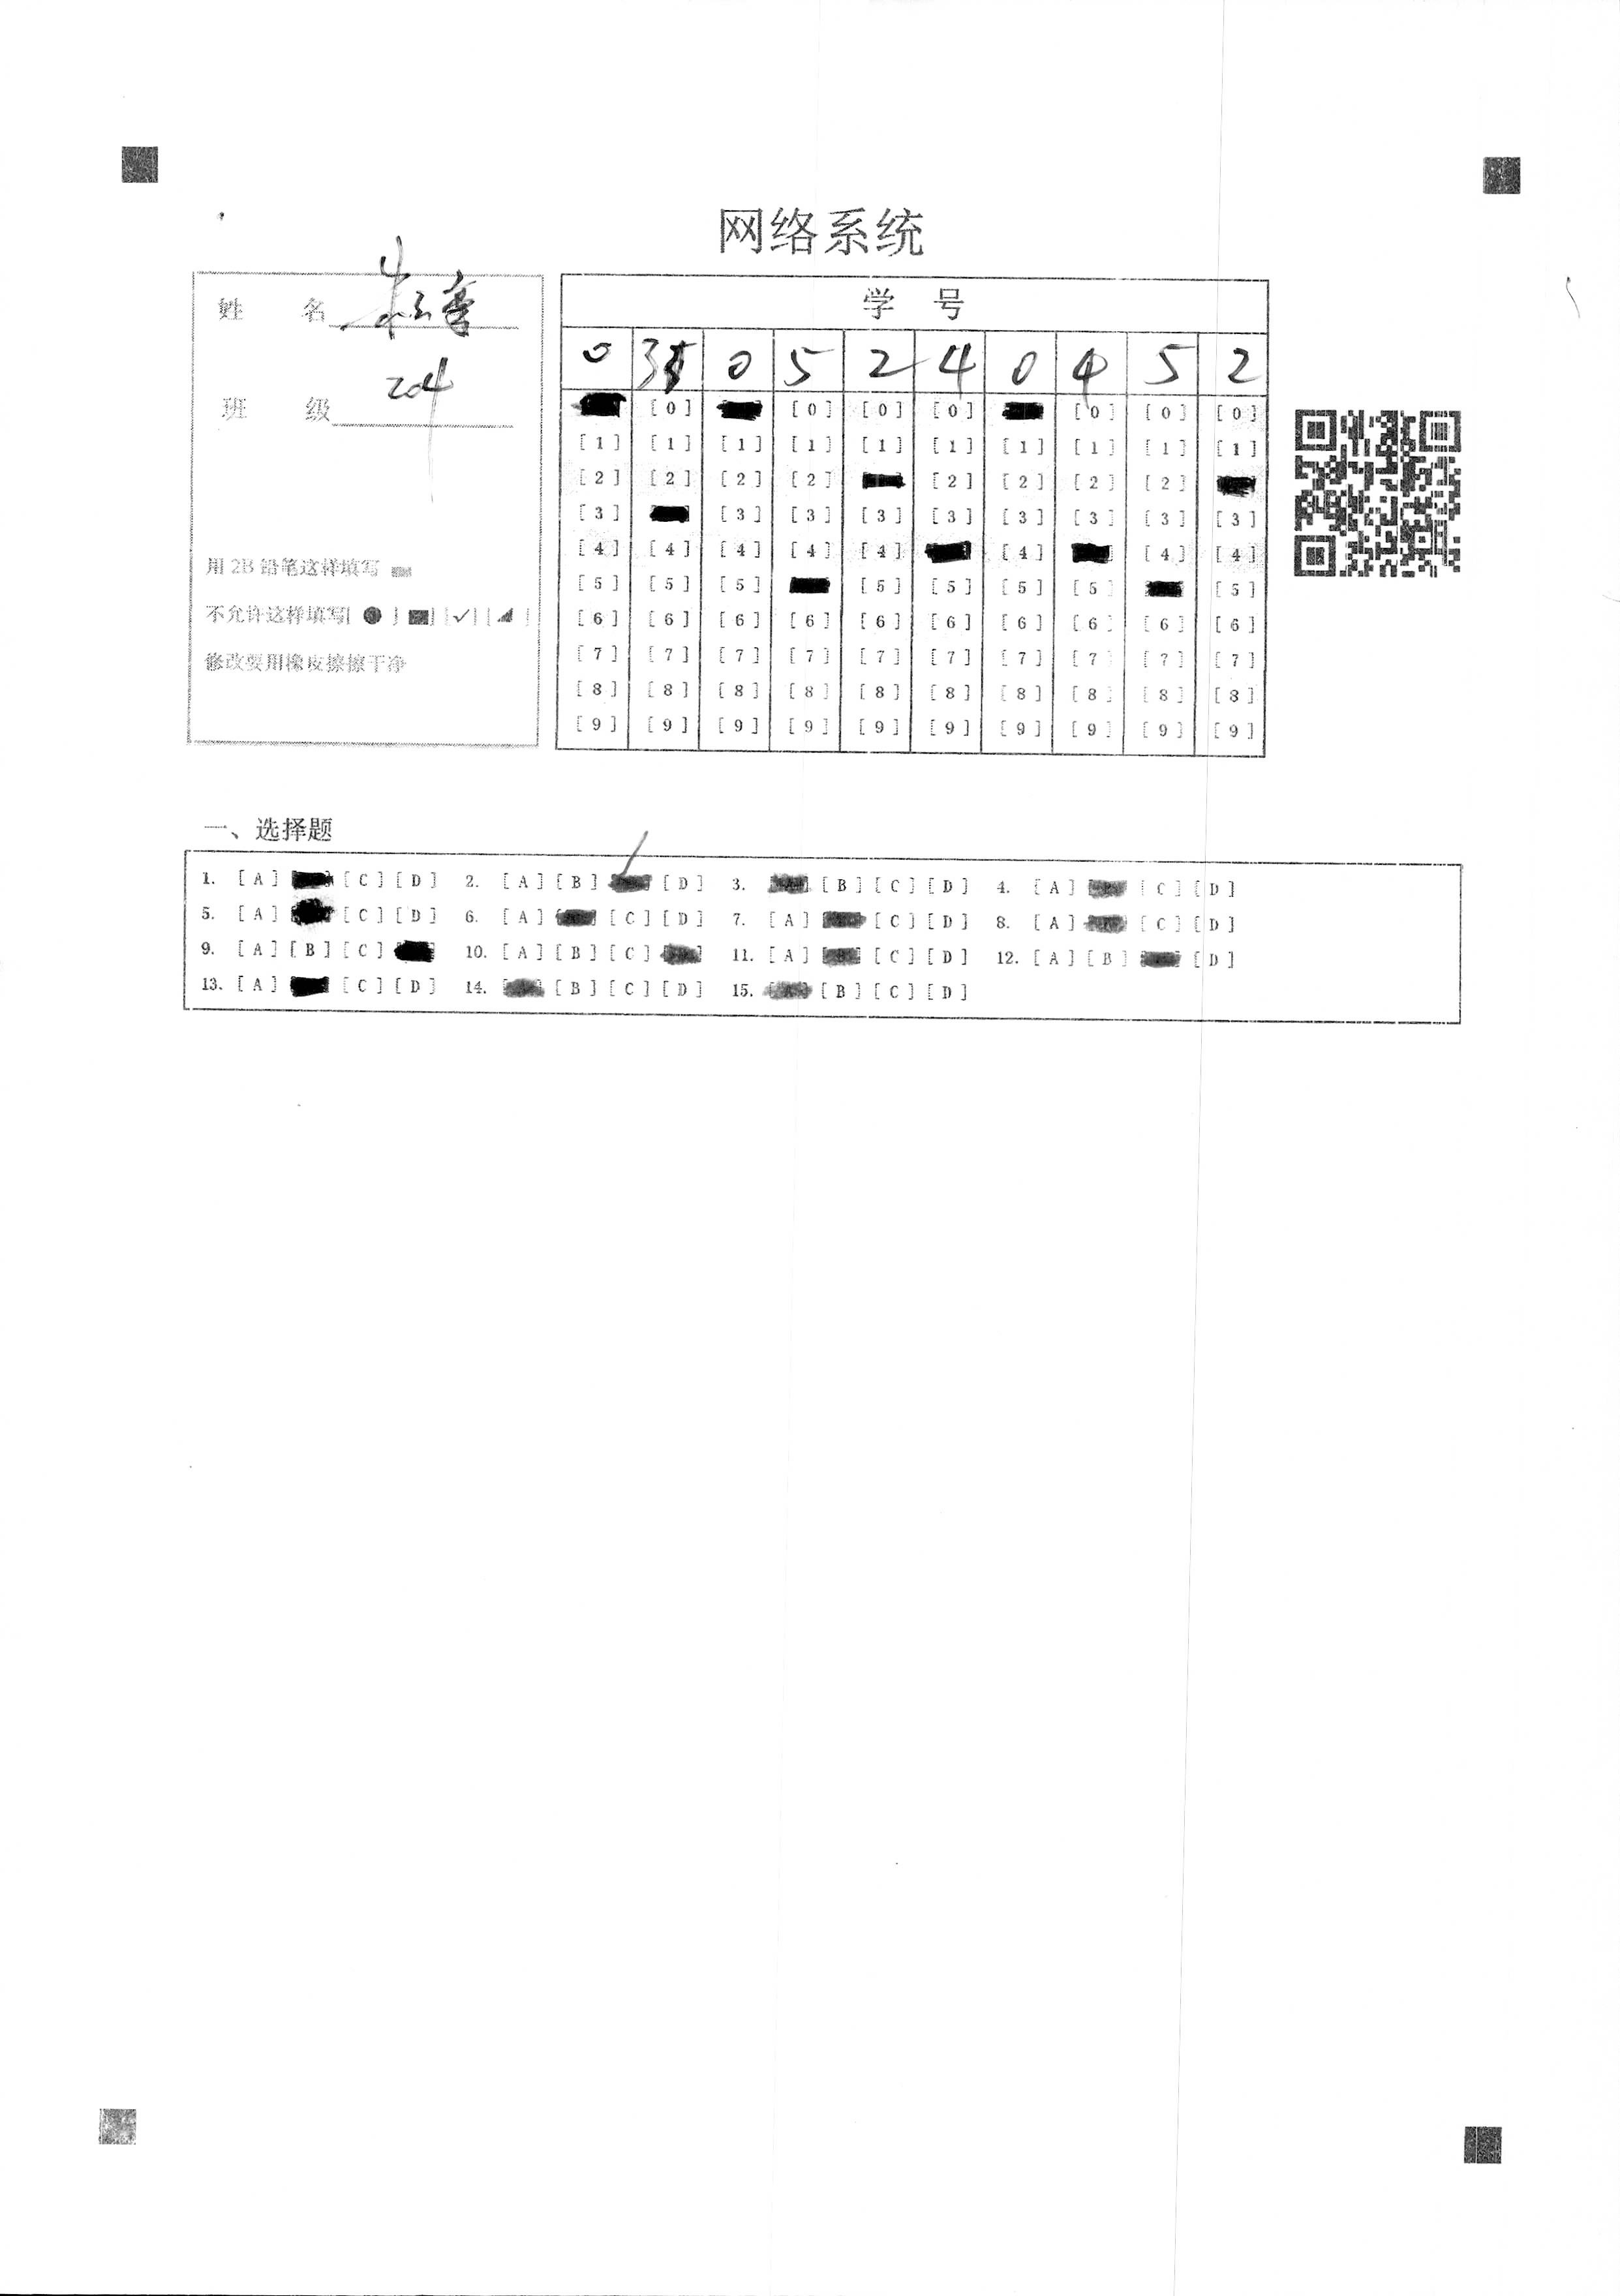 网络系统
姓 名
班 级 204
用 2B 铅笔这样填写
不允许这样填写[ ● ] [■] [✓] [◢ ]
修改要用橡皮擦擦干净
学 号
0 3 0 5 2 4 0 4 5 2
[0] [0] [0] [0] [0] [0] [0]
[1] [1] [1] [1] [1] [1] [1] [1] [1] [1]
[2] [2] [2] [2] [2] [2] [2] [2]
[3] [3] [3] [3] [3] [3] [3] [3] [3]
[4] [4] [4] [4] [4] [4] [4] [4]
[5] [5] [5] [5] [5] [5] [5] [5]
[6] [6] [6] [6] [6] [6] [6] [6] [6] [6]
[7] [7] [7] [7] [7] [7] [7] [7] [7] [7]
[8] [8] [8] [8] [8] [8] [8] [8] [8] [8]
[9] [9] [9] [9] [9] [9] [9] [9] [9] [9]
一、选择题
1. [A] [C] [D] 2. [A] [B] [D] 3. [B] [C] [D] 4. [A] [C] [D]
5. [A] [C] [D] 6. [A] [C] [D] 7. [A] [C] [D] 8. [A] [C] [D]
9. [A] [B] [C] 10. [A] [B] [C] 11. [A] [C] [D] 12. [A] [B] [D]
13. [A] [C] [D] 14. [B] [C] [D] 15. [B] [C] [D]